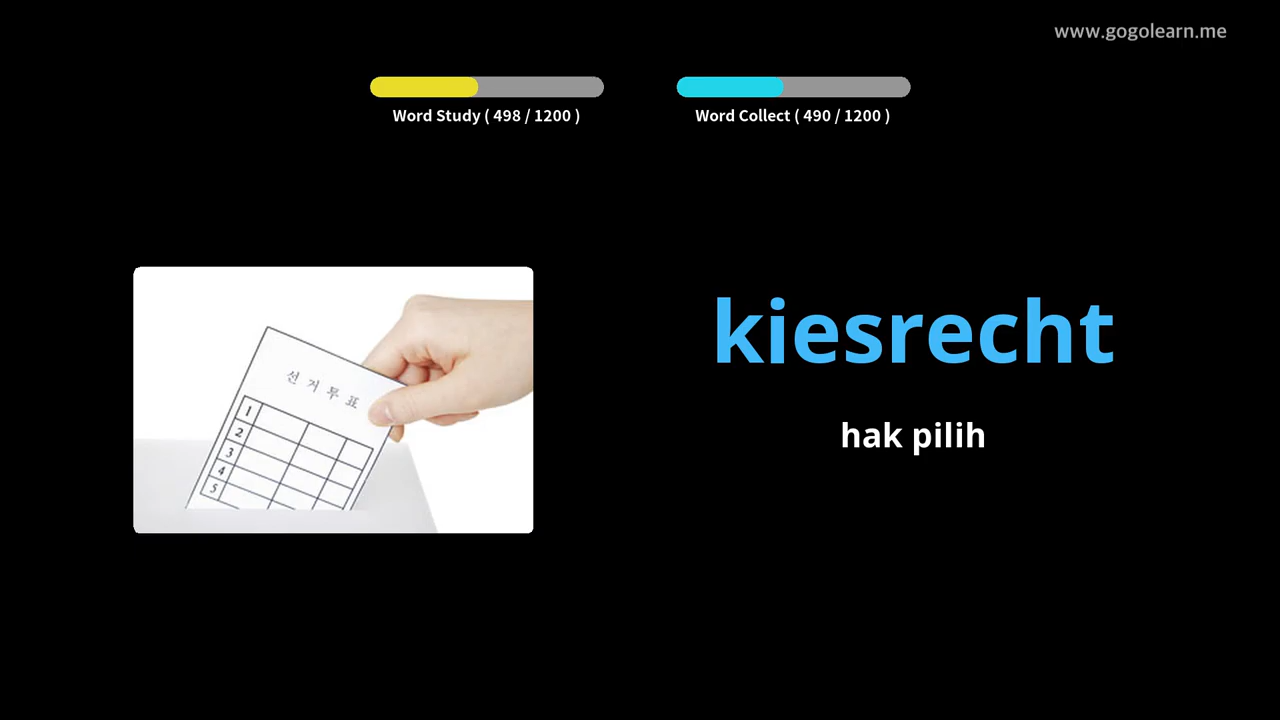 www.gogolearn.me
Word Study ( 498 / 1200 )
Word Collect ( 490 / 1200 )
선거투표
1
2
3
4
5
kiesrecht
hak pilih